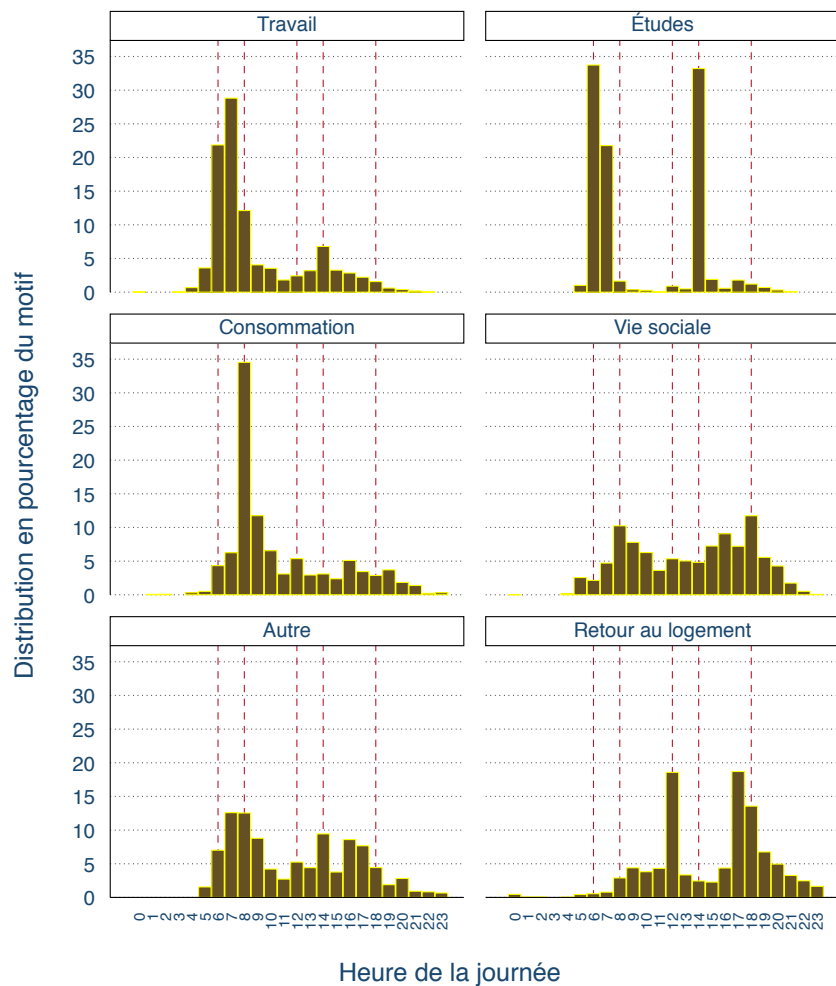 Travail
Études
35
30
25
20
15
10
5
0
Consommation
Vie sociale
35
30
25
20
15
10
5
0
Autre
Retour au logement
35
30
25
20
15
10
5
0
0 1 2 3 4 5 6 7 8 9 10 11 12 13 14 15 16 17 18 19 20 21 22 23
0 1 2 3 4 5 6 7 8 9 10 11 12 13 14 15 16 17 18 19 20 21 22 23
Distribution en pourcentage du motif
Heure de la journée